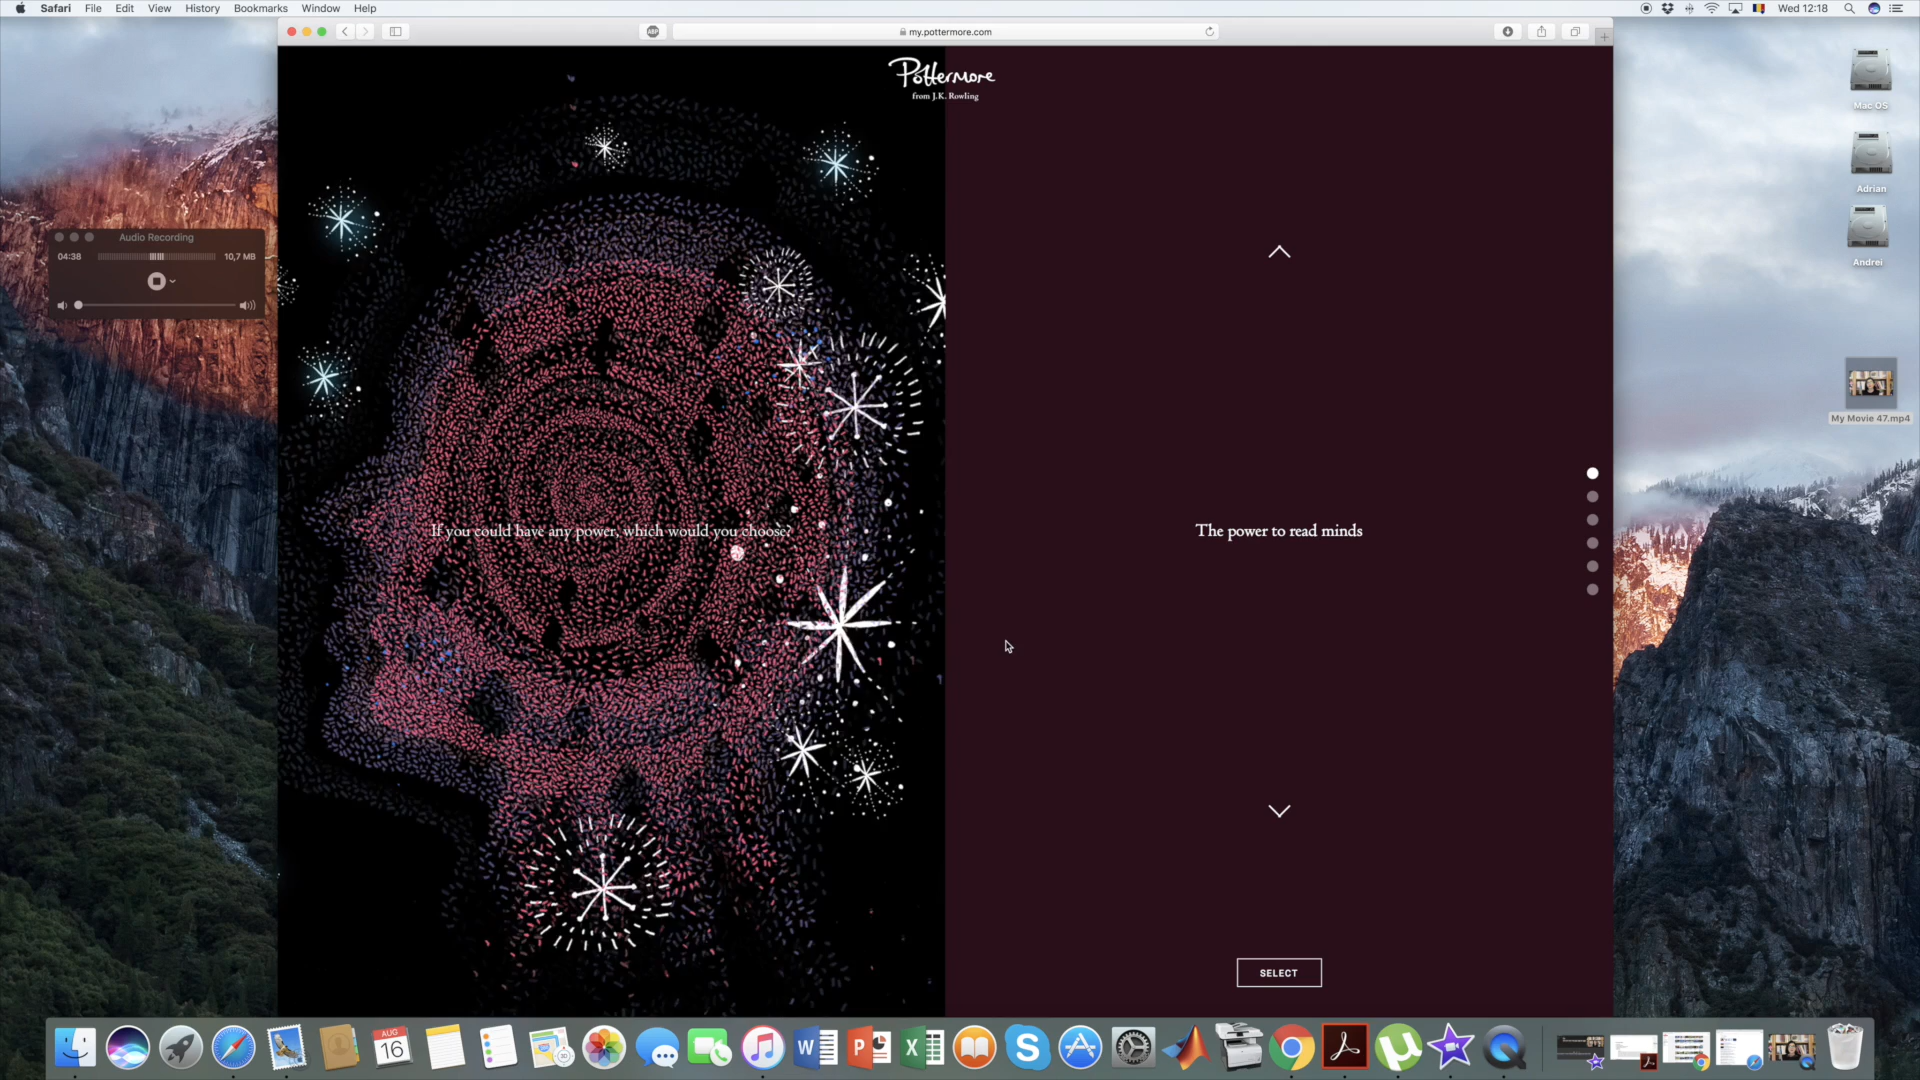 Safari File Edit View History Bookmarks Window Help
Wed 12:18
ABP
my.pottermore.com
Pottermore
from J.K. Rowling
Mac OS
Adrian
Andrei
Audio Recording
04:38
10,7 MB
My Movie 47.mp4
If you could have any power, which would you choose?
The power to read minds
SELECT
AUG
16